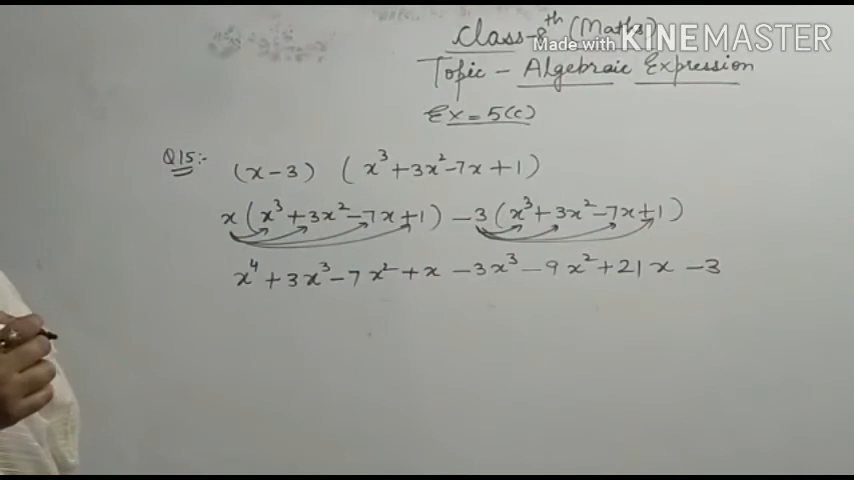 Class-8th (Maths)
Made with KINEMASTER
Topic - Algebraic Expression
Ex = 5(c)
Q15:- (x-3) (x³+3x²-7x+1)
x(x³+3x²-7x+1) -3(x³+3x²-7x+1)
x⁴+3x³-7x²+x-3x³-9x²+21x-3